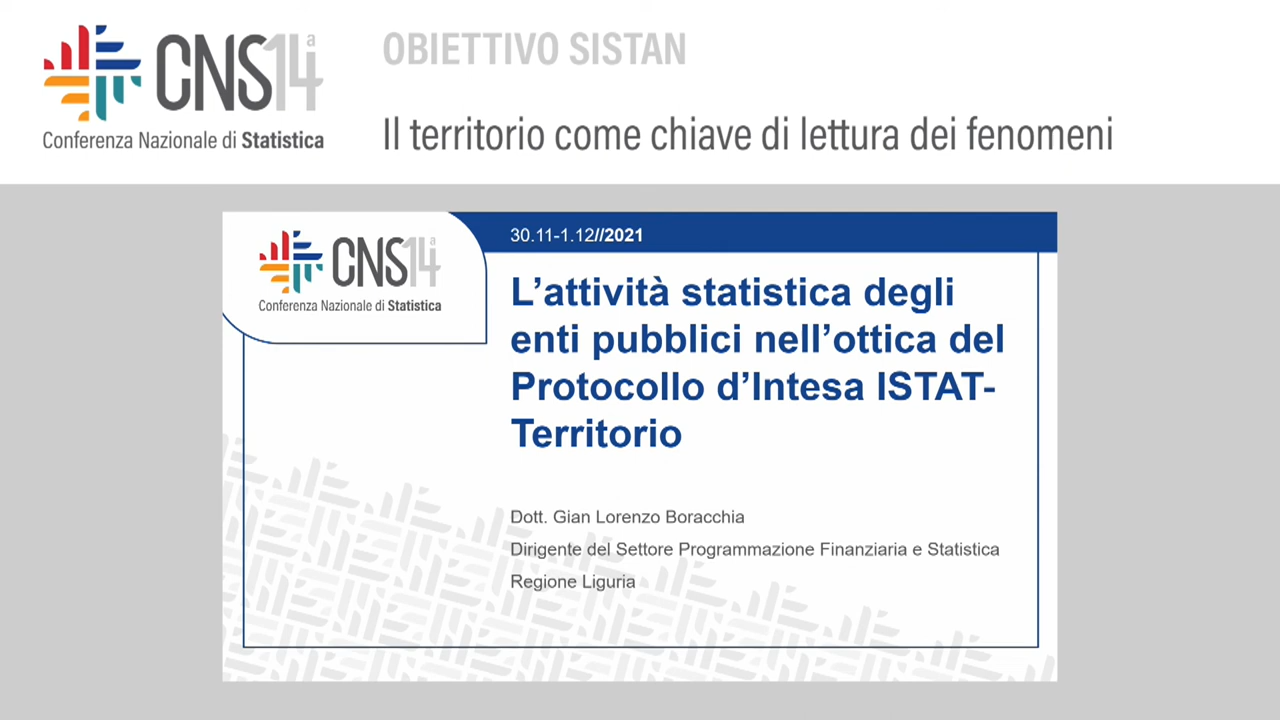 CNS14a
Conferenza Nazionale di Statistica
OBIETTIVO SISTAN
Il territorio come chiave di lettura dei fenomeni
CNS14a
Conferenza Nazionale di Statistica
30.11-1.12//2021
L’attività statistica degli
enti pubblici nell’ottica del
Protocollo d’Intesa ISTAT-
Territorio
Dott. Gian Lorenzo Boracchia
Dirigente del Settore Programmazione Finanziaria e Statistica
Regione Liguria